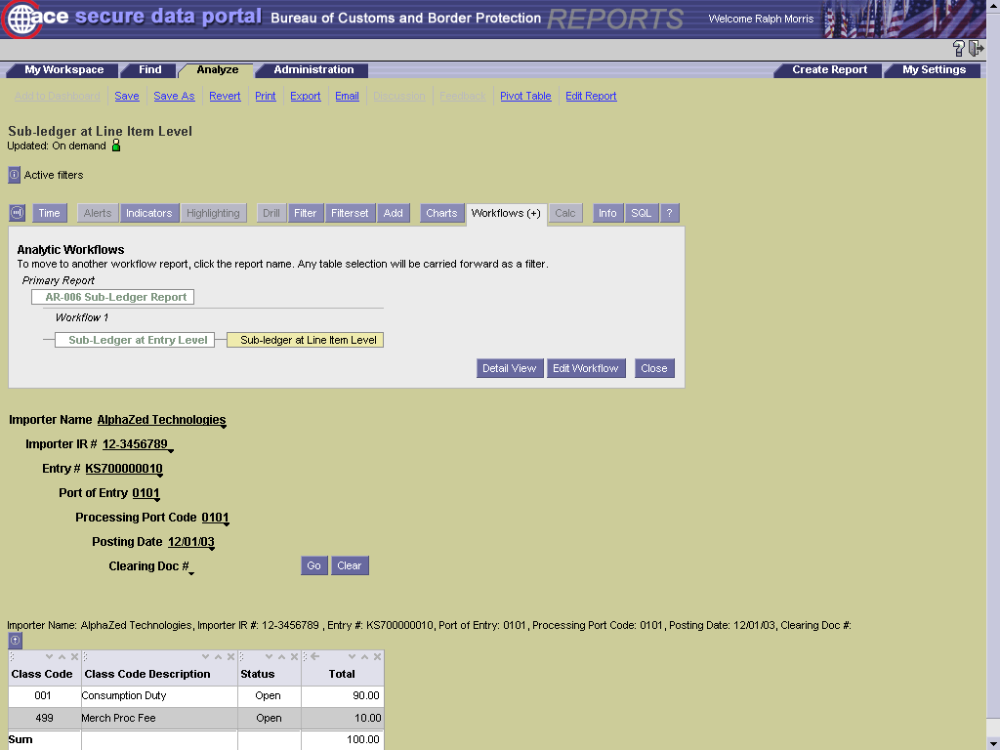 ace secure data portal Bureau of Customs and Border Protection REPORTS Welcome Ralph Morris
?
My Workspace Find Analyze Administration Create Report My Settings
Add to Dashboard Save Save As Revert Print Export Email Discussion Feedback Pivot Table Edit Report
Sub-ledger at Line Item Level
Updated: On demand
Active filters
Time Alerts Indicators Highlighting Drill Filter Filterset Add Charts Workflows (+) Calc Info SQL ?
Analytic Workflows
To move to another workflow report, click the report name. Any table selection will be carried forward as a filter.
Primary Report
AR-006 Sub-Ledger Report
Workflow 1
Sub-Ledger at Entry Level Sub-ledger at Line Item Level
Detail View Edit Workflow Close
Importer Name AlphaZed Technologies
Importer IR # 12-3456789
Entry # KS700000010
Port of Entry 0101
Processing Port Code 0101
Posting Date 12/01/03
Clearing Doc # Go Clear
Importer Name: AlphaZed Technologies, Importer IR #: 12-3456789 , Entry #: KS700000010, Port of Entry: 0101, Processing Port Code: 0101, Posting Date: 12/01/03, Clearing Doc #:
Class Code Class Code Description Status Total
001 Consumption Duty Open 90.00
499 Merch Proc Fee Open 10.00
Sum 100.00